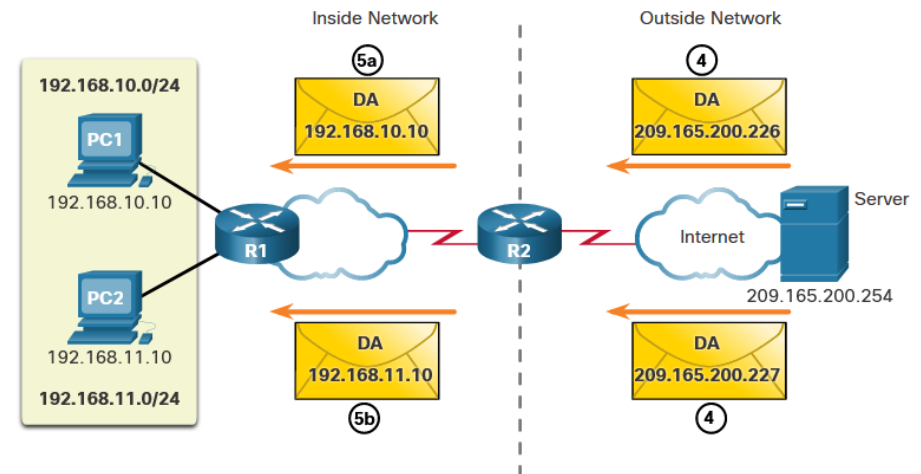 Inside Network
Outside Network
5a
4
192.168.10.0/24
DA
192.168.10.10
DA
209.165.200.226
PC1
192.168.10.10
R1
R2
Internet
Server
209.165.200.254
PC2
192.168.11.10
192.168.11.0/24
DA
192.168.11.10
DA
209.165.200.227
5b
4